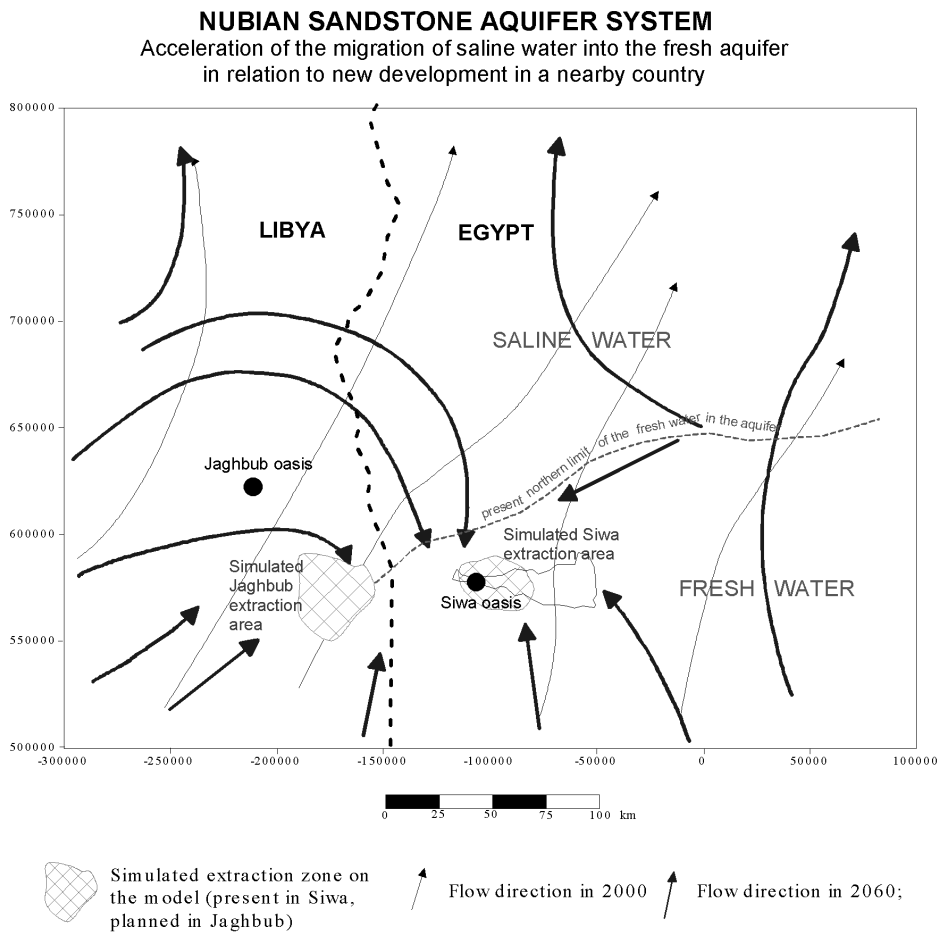 NUBIAN SANDSTONE AQUIFER SYSTEM
Acceleration of the migration of saline water into the fresh aquifer
in relation to new development in a nearby country
800000
750000
700000
650000
600000
550000
500000
LIBYA
EGYPT
SALINE WATER
present northern limit of the fresh water in the aquifer
Jaghbub oasis
Simulated Siwa
extraction area
Simulated
Jaghbub
extraction
area
Siwa oasis
FRESH WATER
-300000 -250000 -200000 -150000 -100000 -50000 0 50000 100000
0 25 50 75 100 km
Simulated extraction zone on
the model (present in Siwa,
planned in Jaghbub)
Flow direction in 2000
Flow direction in 2060;